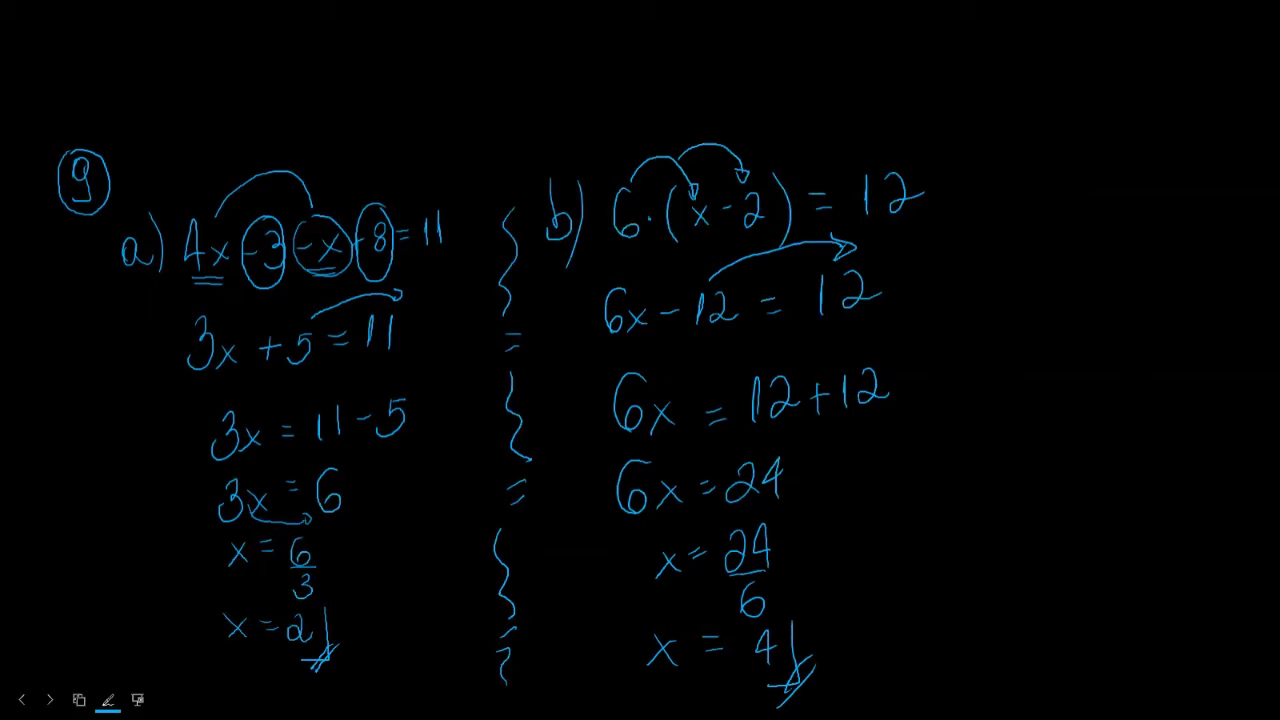 9
a) 4x - 3 - x + 8 = 11
3x + 5 = 11
3x = 11 - 5
3x = 6
x = 6/3
x = 2
b) 6 · (x - 2) = 12
6x - 12 = 12
6x = 12 + 12
6x = 24
x = 24/6
x = 4